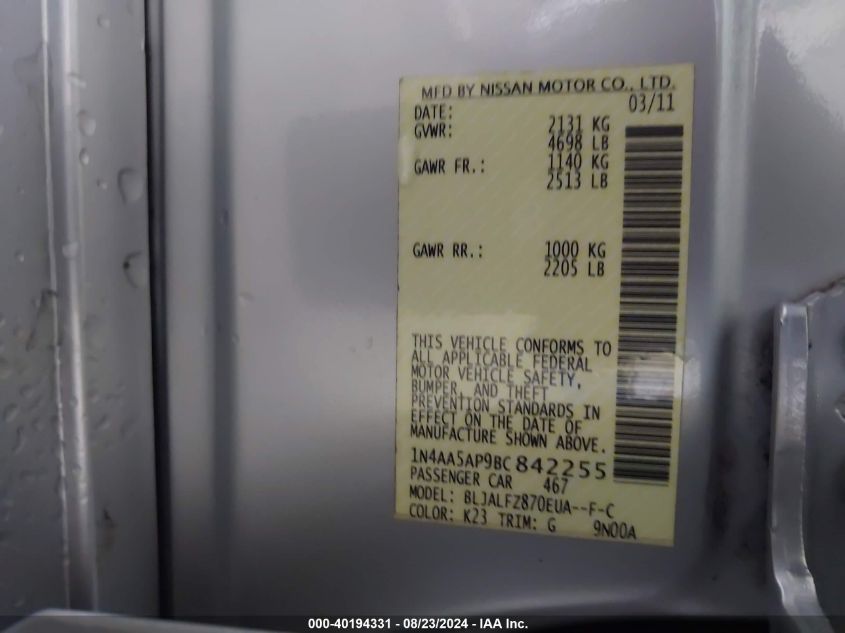 MFD BY NISSAN MOTOR CO., LTD.
DATE: 03/11
GVWR: 2131 KG
4698 LB
GAWR FR.: 1140 KG
2513 LB
GAWR RR.: 1000 KG
2205 LB
THIS VEHICLE CONFORMS TO
ALL APPLICABLE FEDERAL
MOTOR VEHICLE SAFETY,
BUMPER, AND THEFT
PREVENTION STANDARDS IN
EFFECT ON THE DATE OF
MANUFACTURE SHOWN ABOVE.
1N4AA5AP9BC842255
PASSENGER CAR 467
MODEL: BLJALFZ870EUA--F-C
COLOR: K23 TRIM: G 9N00A
000-40194331 - 08/23/2024 - IAA Inc.